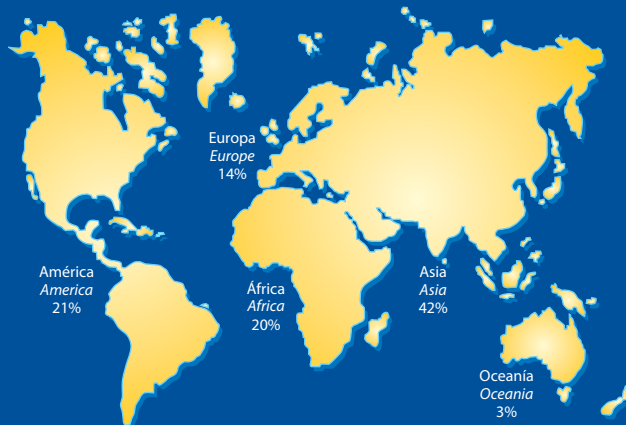 Europa
Europe
14%
América
America
21%
África
Africa
20%
Asia
Asia
42%
Oceanía
Oceania
3%